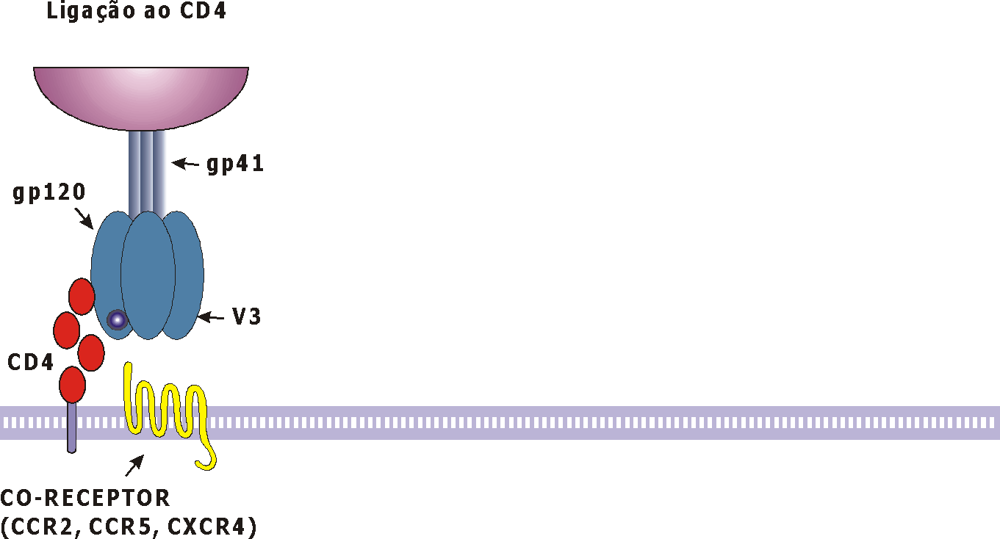 Ligação ao CD4
gp41
gp120
V3
CD4
CO-RECEPTOR
(CCR2, CCR5, CXCR4)